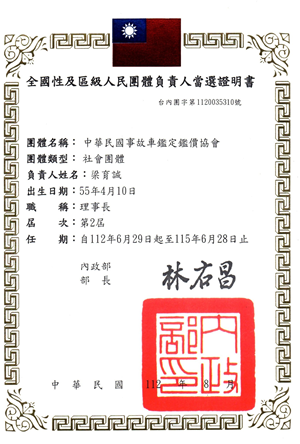 全國性及區級人民團體負責人當選證明書
台內團字第1120035310號
團體名稱：中華民國事故車鑑定鑑價協會
團體類型：社會團體
負責人姓名：梁育誠
出生日期：55年4月10日
職　　稱：理事長
屆　　次：第2屆
任　　期：自112年6月29日起至115年6月28日止
內政部
部　長　林右昌
內政部印
中華民國　112　年　8　月